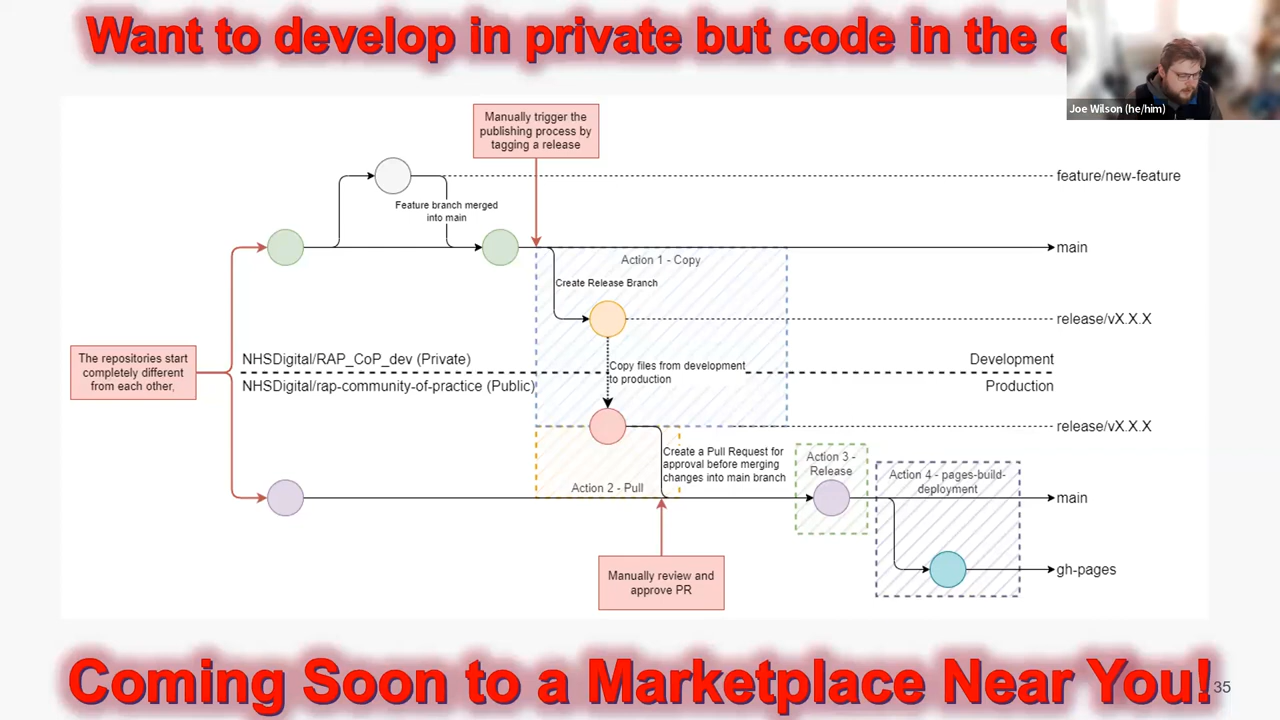 Want to develop in private but code in the
Joe Wilson (he/him)
Manually trigger the
publishing process by
tagging a release
feature/new-feature
Feature branch merged
into main
main
Action 1 - Copy
Create Release Branch
release/vX.X.X
The repositories start
completely different
from each other,
NHSDigital/RAP_CoP_dev (Private)
Development
Copy files from development
to production
NHSDigital/rap-community-of-practice (Public)
Production
release/vX.X.X
Create a Pull Request for
approval before merging
changes into main branch
Action 2 - Pull
Action 3 -
Release
Action 4 - pages-build-
deployment
main
Manually review and
approve PR
gh-pages
Coming Soon to a Marketplace Near You!
35